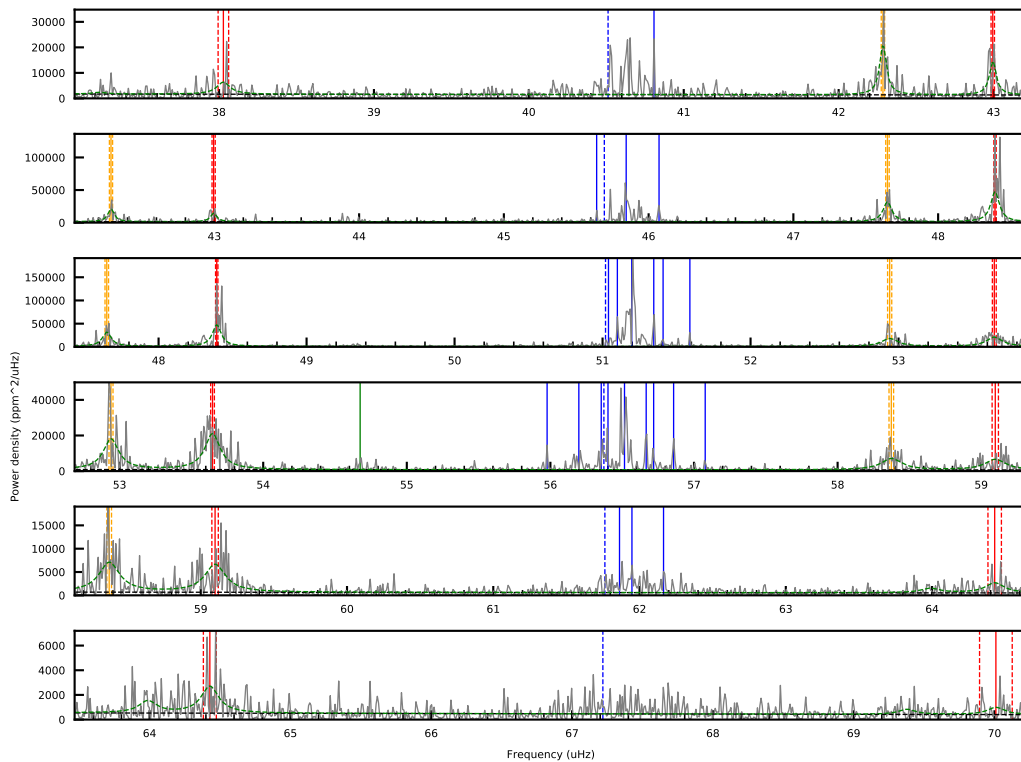 30000
20000
10000
0
38 39 40 41 42 43
100000
50000
0
43 44 45 46 47 48
150000
100000
50000
0
48 49 50 51 52 53
Power density (ppm^2/uHz)
40000
20000
0
53 54 55 56 57 58 59
15000
10000
5000
0
59 60 61 62 63 64
6000
4000
2000
0
64 65 66 67 68 69 70
Frequency (uHz)